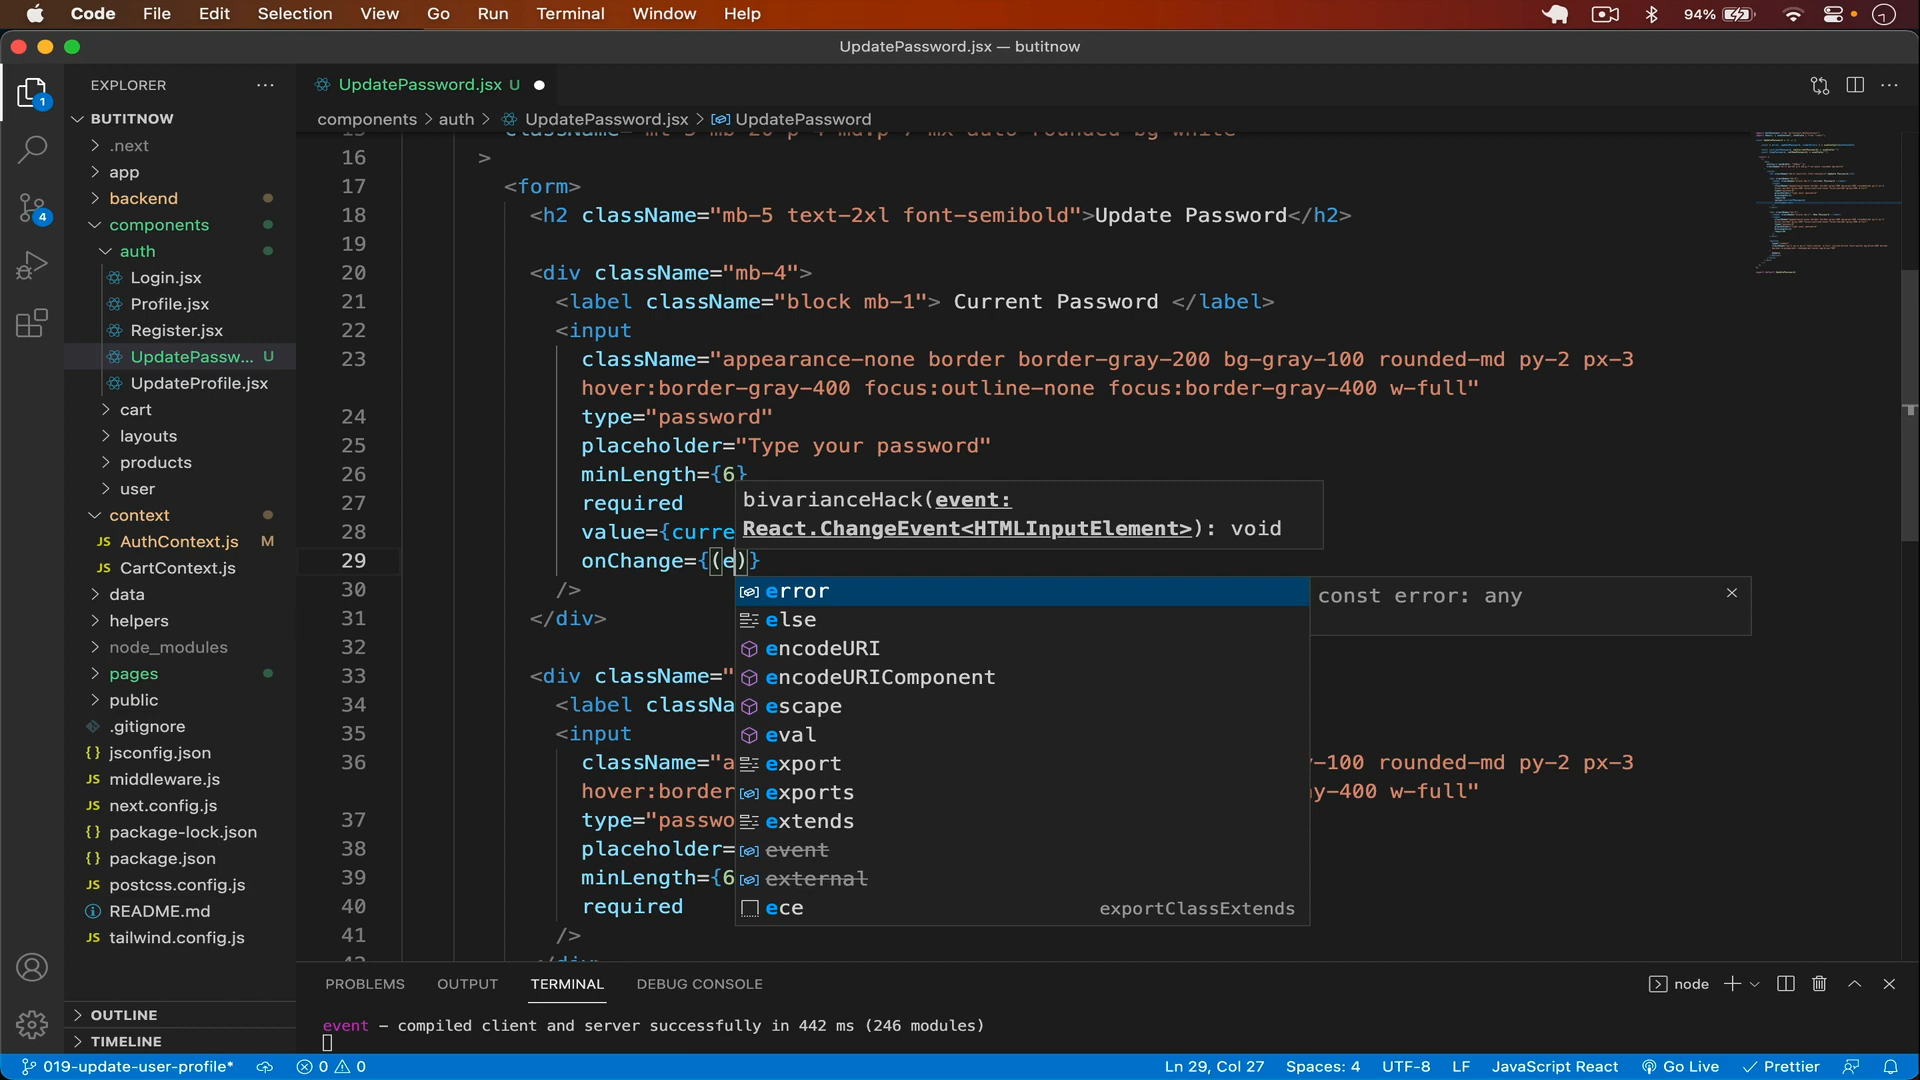 Code File Edit Selection View Go Run Terminal Window Help 94%
UpdatePassword.jsx — butitnow
EXPLORER
UpdatePassword.jsx U
BUTITNOW
components > auth > UpdatePassword.jsx > UpdatePassword
.next
app
backend
components
auth
Login.jsx
Profile.jsx
Register.jsx
UpdatePassw... U
UpdateProfile.jsx
cart
layouts
products
user
context
AuthContext.js M
CartContext.js
data
helpers
node_modules
pages
public
.gitignore
jsconfig.json
middleware.js
next.config.js
package-lock.json
package.json
postcss.config.js
README.md
tailwind.config.js
OUTLINE
TIMELINE
1
4
16 >
17 <form>
18 <h2 className="mb-5 text-2xl font-semibold">Update Password</h2>
19
20 <div className="mb-4">
21 <label className="block mb-1"> Current Password </label>
22 <input
23 className="appearance-none border border-gray-200 bg-gray-100 rounded-md py-2 px-3
hover:border-gray-400 focus:outline-none focus:border-gray-400 w-full"
24 type="password"
25 placeholder="Type your password"
26 minLength={6}
27 required
28 value={curre
29 onChange={(e)}
30 />
31 </div>
32
33 <div className="
34 <label classNa
35 <input
36 className="a y-100 rounded-md py-2 px-3
hover:border ay-400 w-full"
37 type="passwo
38 placeholder=
39 minLength={6
40 required
41 />
bivarianceHack(event:
React.ChangeEvent<HTMLInputElement>): void
error
else
encodeURI
encodeURIComponent
escape
eval
export
exports
extends
event
external
ece exportClassExtends
const error: any
PROBLEMS OUTPUT TERMINAL DEBUG CONSOLE
node
event – compiled client and server successfully in 442 ms (246 modules)
019-update-user-profile* 0 0 Ln 29, Col 27 Spaces: 4 UTF-8 LF JavaScript React Go Live Prettier